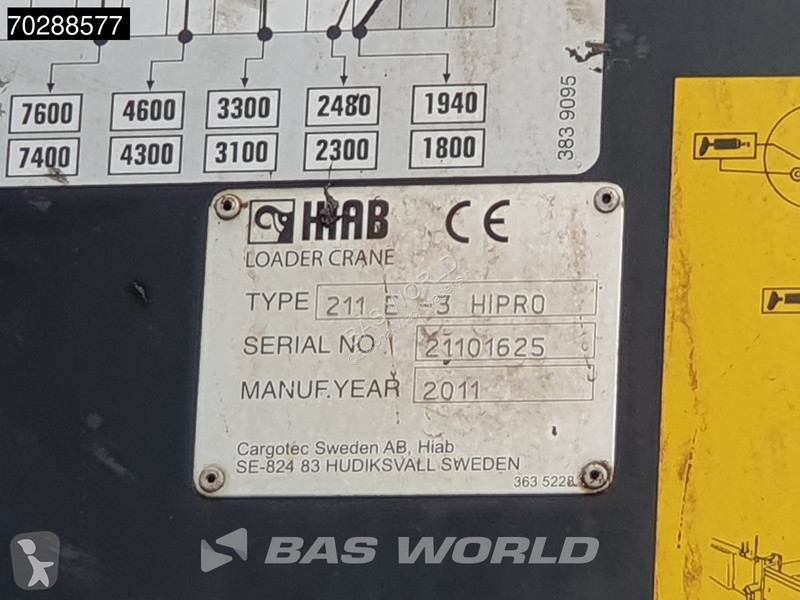 70288577
7600 4600 3300 2480 1940
7400 4300 3100 2300 1800
383 9095
HIAB CE
LOADER CRANE
TYPE 211 E -3 HIPRO
SERIAL NO. 21101625
MANUF.YEAR 2011
Cargotec Sweden AB, Hiab
SE-824 83 HUDIKSVALL SWEDEN
363 5228
BAS WORLD
BAS WORLD